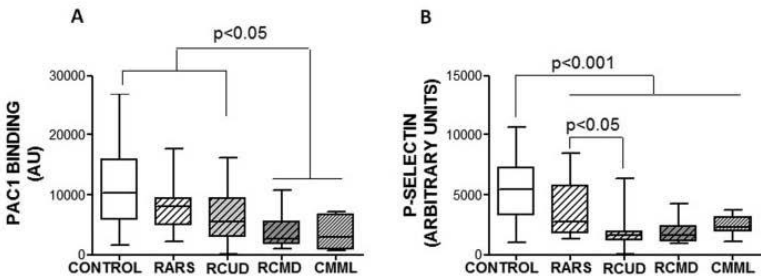 A
p<0.05
30000
20000
10000
0
PAC1 BINDING
(AU)
CONTROL RARS RCUD RCMD CMML
B
p<0.001
p<0.05
15000
10000
5000
0
P-SELECTIN
(ARBITRARY UNITS)
CONTROL RARS RCUD RCMD CMML